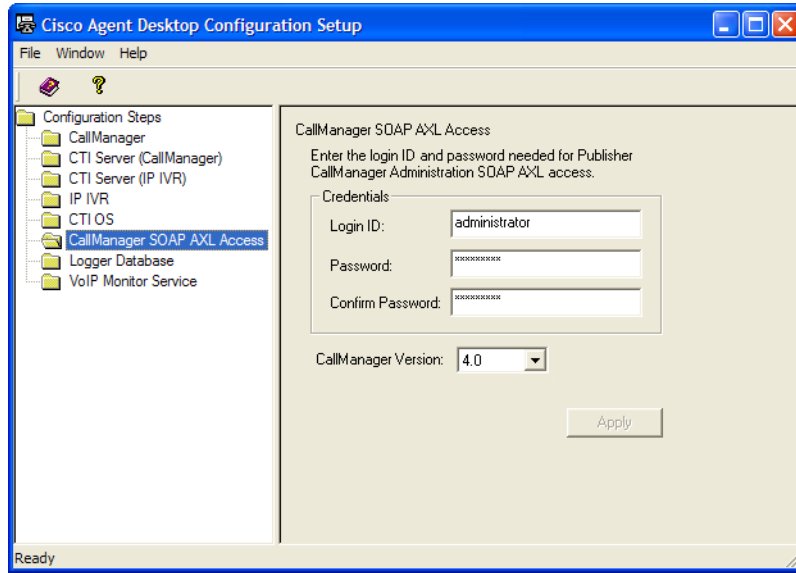 Cisco Agent Desktop Configuration Setup
File Window Help
Configuration Steps
CallManager
CTI Server (CallManager)
CTI Server (IP IVR)
IP IVR
CTI OS
CallManager SOAP AXL Access
Logger Database
VoIP Monitor Service
CallManager SOAP AXL Access
Enter the login ID and password needed for Publisher
CallManager Administration SOAP AXL access.
Credentials
Login ID: administrator
Password: *********
Confirm Password: *********
CallManager Version: 4.0
Apply
Ready